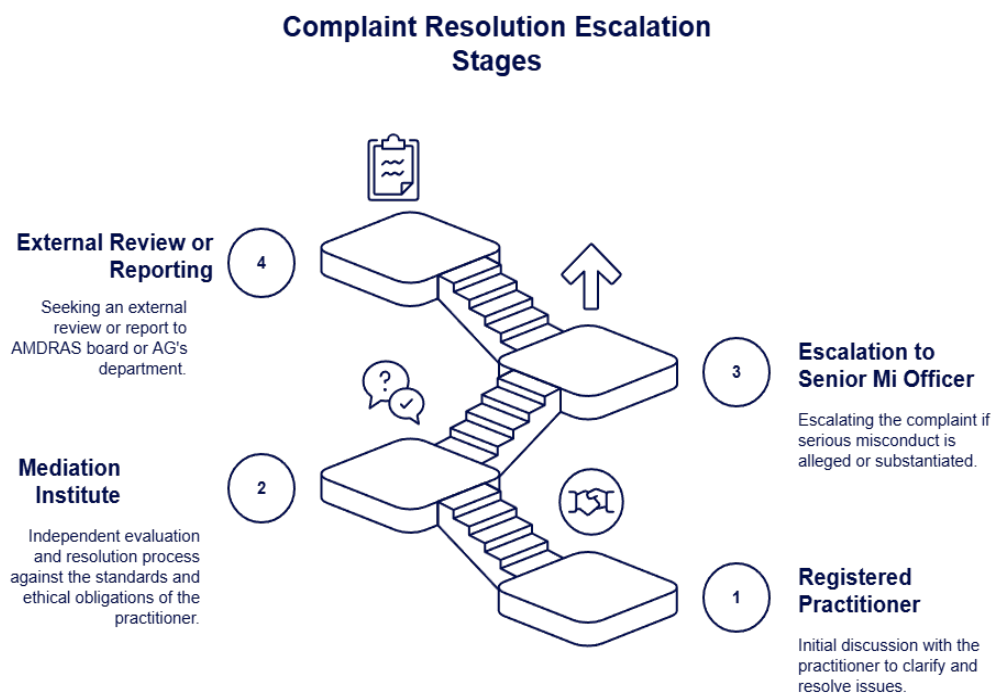 Complaint Resolution Escalation
Stages
External Review or
Reporting
4
Seeking an external
review or report to
AMDRAS board or AG's
department.
3
Escalation to
Senior Mi Officer
Escalating the complaint if
serious misconduct is
alleged or substantiated.
?
Mediation
Institute
2
Independent evaluation
and resolution process
against the standards and
ethical obligations of the
practitioner.
1
Registered
Practitioner
Initial discussion with the
practitioner to clarify and
resolve issues.